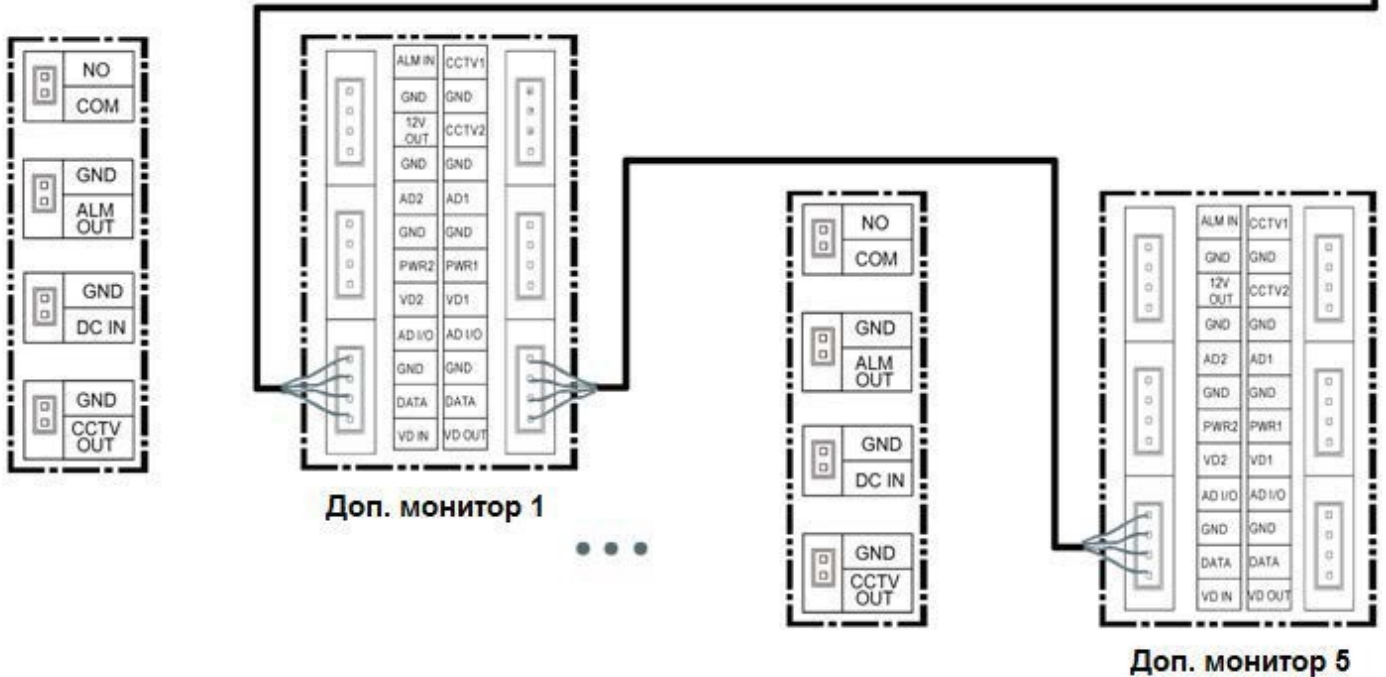 NO
COM
GND
ALM
OUT
GND
DC IN
GND
CCTV
OUT
ALM IN CCTV1
GND GND
12V
OUT CCTV2
GND GND
AD2 AD1
GND GND
PWR2 PWR1
VD2 VD1
AD I/O AD I/O
GND GND
DATA DATA
VD IN VD OUT
Доп. монитор 1
NO
COM
GND
ALM
OUT
GND
DC IN
GND
CCTV
OUT
ALM IN CCTV1
GND GND
12V
OUT CCTV2
GND GND
AD2 AD1
GND GND
PWR2 PWR1
VD2 VD1
AD I/O AD I/O
GND GND
DATA DATA
VD IN VD OUT
Доп. монитор 5